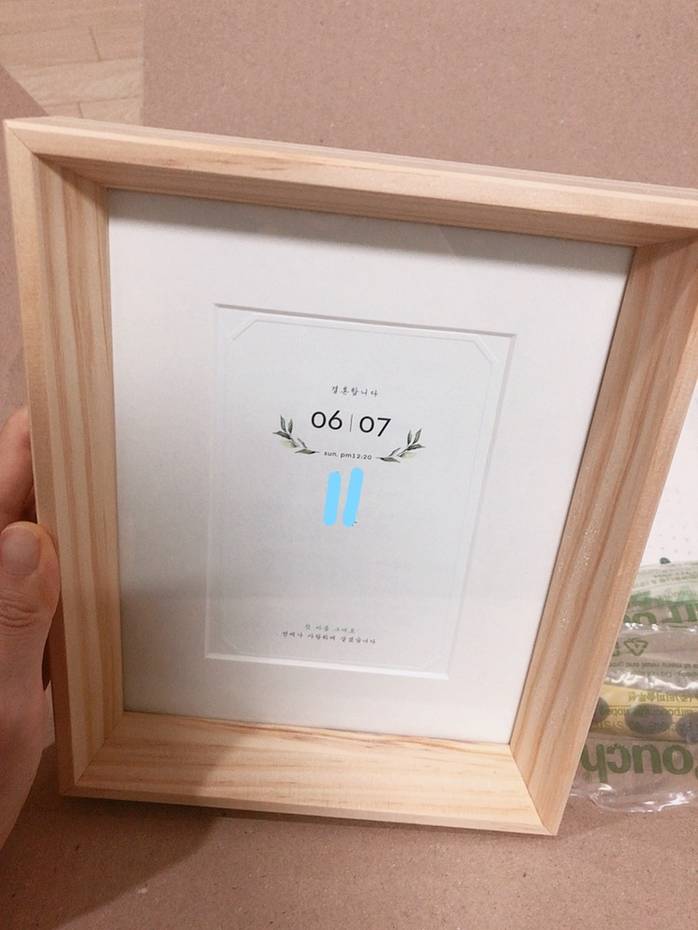 결혼합니다
06 | 07
sun. pm12:20
첫 마음 그대로
언제나 사랑하며 살겠습니다
ouch